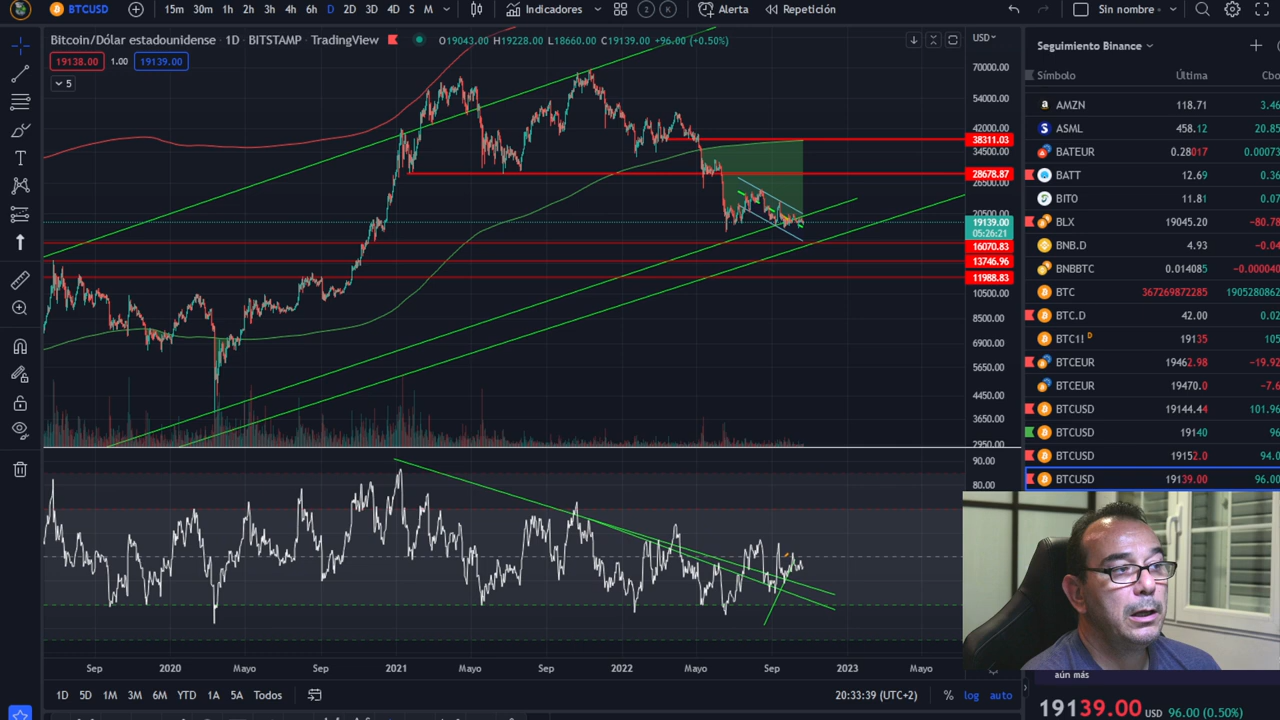 BTCUSD 15m 30m 1h 2h 3h 4h 6h D 2D 3D 4D S M Indicadores 2 K Alerta Repetición Sin nombre
Bitcoin/Dólar estadounidense · 1D · BITSTAMP · TradingView O19043.00 H19228.00 L18660.00 C19139.00 +96.00 (+0.50%)
19138.00 1.00 19139.00
5
USD
70000.00
54000.00
42000.00
38311.03
34500.00
28678.87
26500.00
20500.00
19139.00
05:26:21
16070.83
13746.96
11988.83
10500.00
8500.00
6900.00
5650.00
4450.00
3650.00
2950.00
90.00
80.00
Sep 2020 Mayo Sep 2021 Mayo Sep 2022 Mayo Sep 2023 Mayo
1D 5D 1M 3M 6M YTD 1A 5A Todos 20:33:39 (UTC+2) % log auto
Seguimiento Binance
Símbolo Última Cbo
AMZN 118.71 3.46
ASML 458.12 20.85
BATEUR 0.28017 0.00073
BATT 12.69 0.36
BITO 11.81 0.07
BLX 19045.20 -80.78
BNB.D 4.93 -0.04
BNBBTC 0.014085 -0.000040
BTC 367269872285 1905280862
BTC.D 42.00 0.02
BTC1! D 19135 105
BTCEUR 19462.98 -19.92
BTCEUR 19470.0 -7.6
BTCUSD 19144.44 101.96
BTCUSD 19140 96
BTCUSD 19152.0 94.0
BTCUSD 19139.00 96.00
aún más
19139.00 USD 96.00 (0.50%)